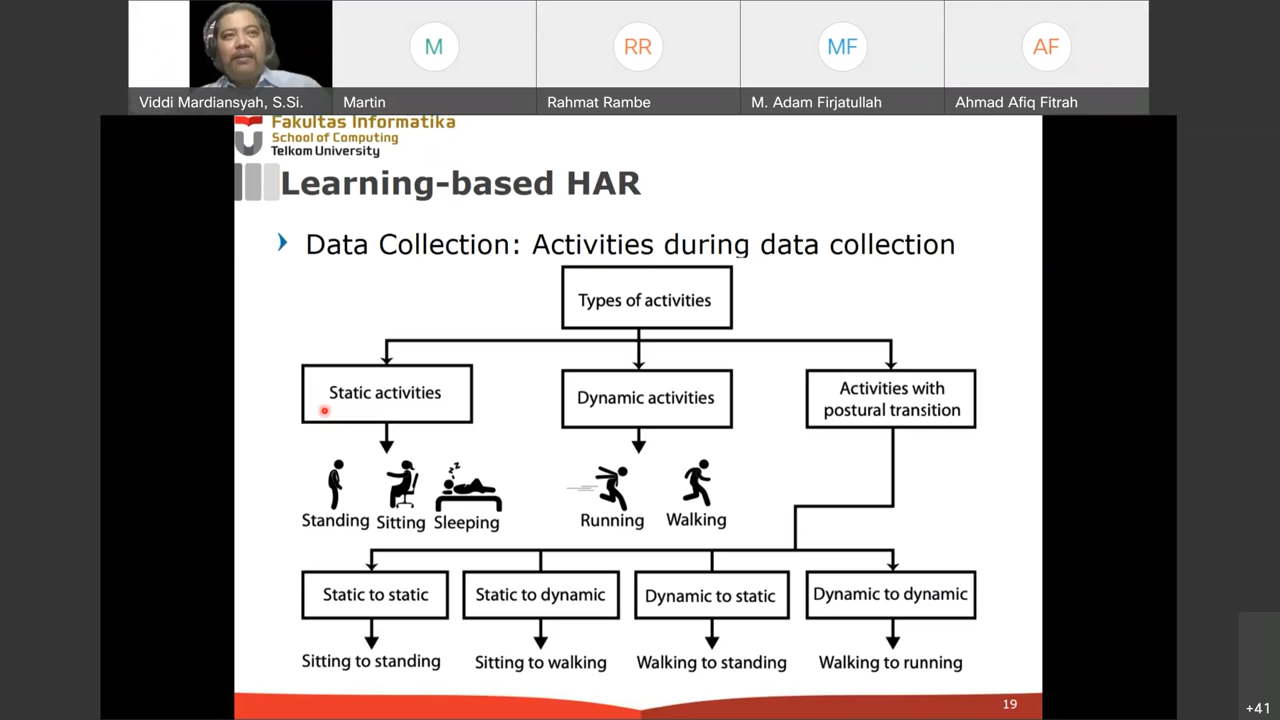 M
RR
MF
AF
Viddi Mardiansyah, S.Si.
Martin
Rahmat Rambe
M. Adam Firjatullah
Ahmad Afiq Fitrah
Fakultas Informatika
School of Computing
Telkom University
Learning-based HAR
Data Collection: Activities during data collection
Types of activities
Static activities
Dynamic activities
Activities with
postural transition
Standing
Sitting
Sleeping
Running
Walking
Static to static
Static to dynamic
Dynamic to static
Dynamic to dynamic
Sitting to standing
Sitting to walking
Walking to standing
Walking to running
19
+41